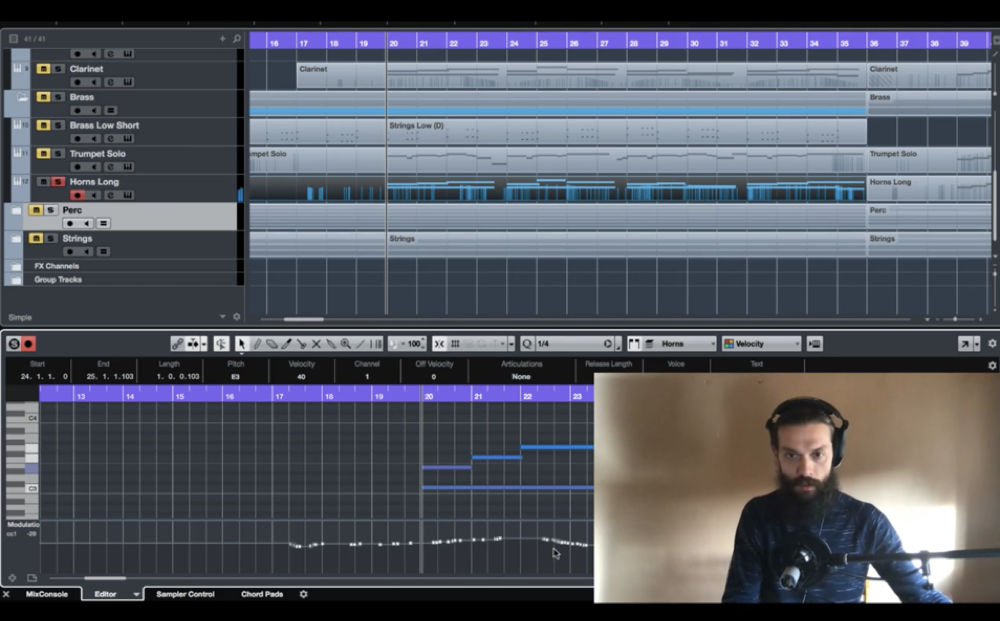 41 / 41
16 17 18 19 20 21 22 23 24 25 26 27 28 29 30 31 32 33 34 35 36 37 38 39
m S Clarinet
Clarinet Clarinet
m S Brass
Brass
m S Brass Low Short
Strings Low (D)
m S Trumpet Solo
mpet Solo Trumpet Solo
m S Horns Long
Horns Long
m S Perc
Perc
m S Strings
Strings Strings
FX Channels
Group Tracks
Simple
100 Q 1/4 Horns Velocity
Start End Length Pitch Velocity Channel Off Velocity Articulations Release Length Voice Text
24. 1. 1. 0 25. 1. 1.103 1. 0. 0.103 E3 40 1 0 None
13 14 15 16 17 18 19 20 21 22 23
C4
C3
Modulatio
cc1
MixConsole Editor Sampler Control Chord Pads